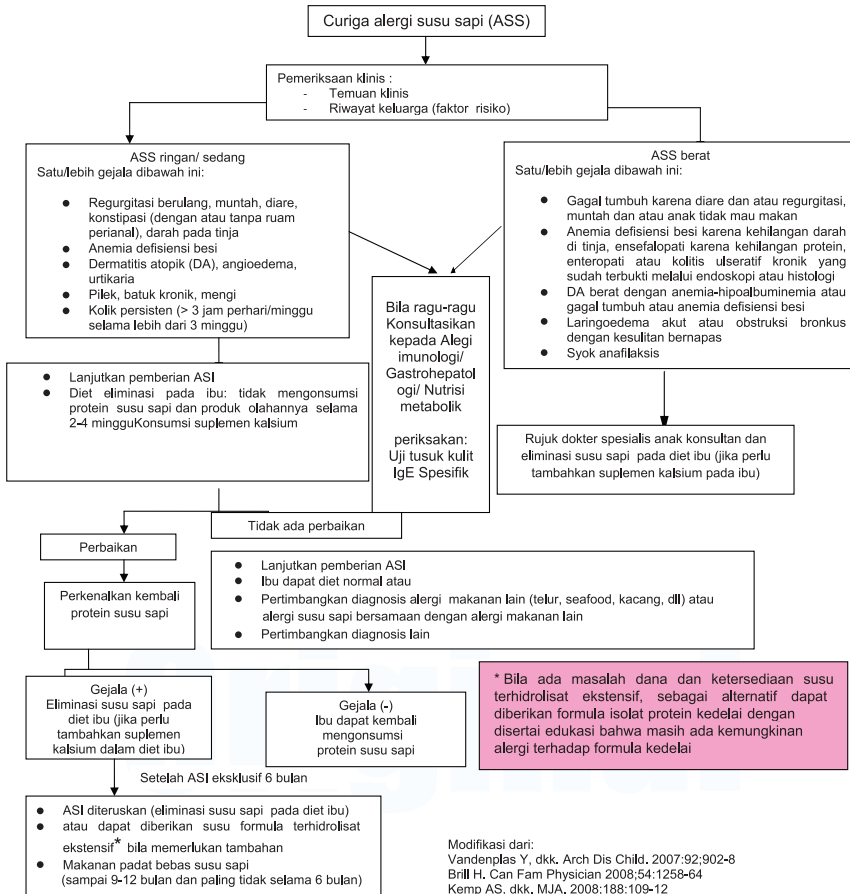 Curiga alergi susu sapi (ASS)
Pemeriksaan klinis :
- Temuan klinis
- Riwayat keluarga (faktor risiko)
ASS ringan/ sedang
Satu/lebih gejala dibawah ini:
● Regurgitasi berulang, muntah, diare,
konstipasi (dengan atau tanpa ruam
perianal), darah pada tinja
● Anemia defisiensi besi
● Dermatitis atopik (DA), angioedema,
urtikaria
● Pilek, batuk kronik, mengi
● Kolik persisten (> 3 jam perhari/minggu
selama lebih dari 3 minggu)
ASS berat
Satu/lebih gejala dibawah ini:
● Gagal tumbuh karena diare dan atau regurgitasi,
muntah dan atau anak tidak mau makan
● Anemia defisiensi besi karena kehilangan darah
di tinja, ensefalopati karena kehilangan protein,
enteropati atau kolitis ulseratif kronik yang
sudah terbukti melalui endoskopi atau histologi
● DA berat dengan anemia-hipoalbuminemia atau
gagal tumbuh atau anemia defisiensi besi
● Laringoedema akut atau obstruksi bronkus
dengan kesulitan bernapas
● Syok anafilaksis
Bila ragu-ragu
Konsultasikan
kepada Alegi
imunologi/
Gastrohepatol
ogi/ Nutrisi
metabolik
periksakan:
Uji tusuk kulit
IgE Spesifik
● Lanjutkan pemberian ASI
● Diet eliminasi pada ibu: tidak mengonsumsi
protein susu sapi dan produk olahannya selama
2-4 mingguKonsumsi suplemen kalsium
Rujuk dokter spesialis anak konsultan dan
eliminasi susu sapi pada diet ibu (jika perlu
tambahkan suplemen kalsium pada ibu)
Tidak ada perbaikan
Perbaikan
● Lanjutkan pemberian ASI
● Ibu dapat diet normal atau
● Pertimbangkan diagnosis alergi makanan lain (telur, seafood, kacang, dll) atau
alergi susu sapi bersamaan dengan alergi makanan lain
● Pertimbangkan diagnosis lain
Perkenalkan kembali
protein susu sapi
Gejala (+)
Eliminasi susu sapi pada
diet ibu (jika perlu
tambahkan suplemen
kalsium dalam diet ibu)
Gejala (-)
Ibu dapat kembali
mengonsumsi
protein susu sapi
* Bila ada masalah dana dan ketersediaan susu
terhidrolisat ekstensif, sebagai alternatif dapat
diberikan formula isolat protein kedelai dengan
disertai edukasi bahwa masih ada kemungkinan
alergi terhadap formula kedelai
Setelah ASI eksklusif 6 bulan
● ASI diteruskan (eliminasi susu sapi pada diet ibu)
● atau dapat diberikan susu formula terhidrolisat
ekstensif* bila memerlukan tambahan
● Makanan padat bebas susu sapi
(sampai 9-12 bulan dan paling tidak selama 6 bulan)
Modifikasi dari:
Vandenplas Y, dkk. Arch Dis Child. 2007:92;902-8
Brill H. Can Fam Physician 2008;54:1258-64
Kemp AS, dkk. MJA. 2008:188:109-12